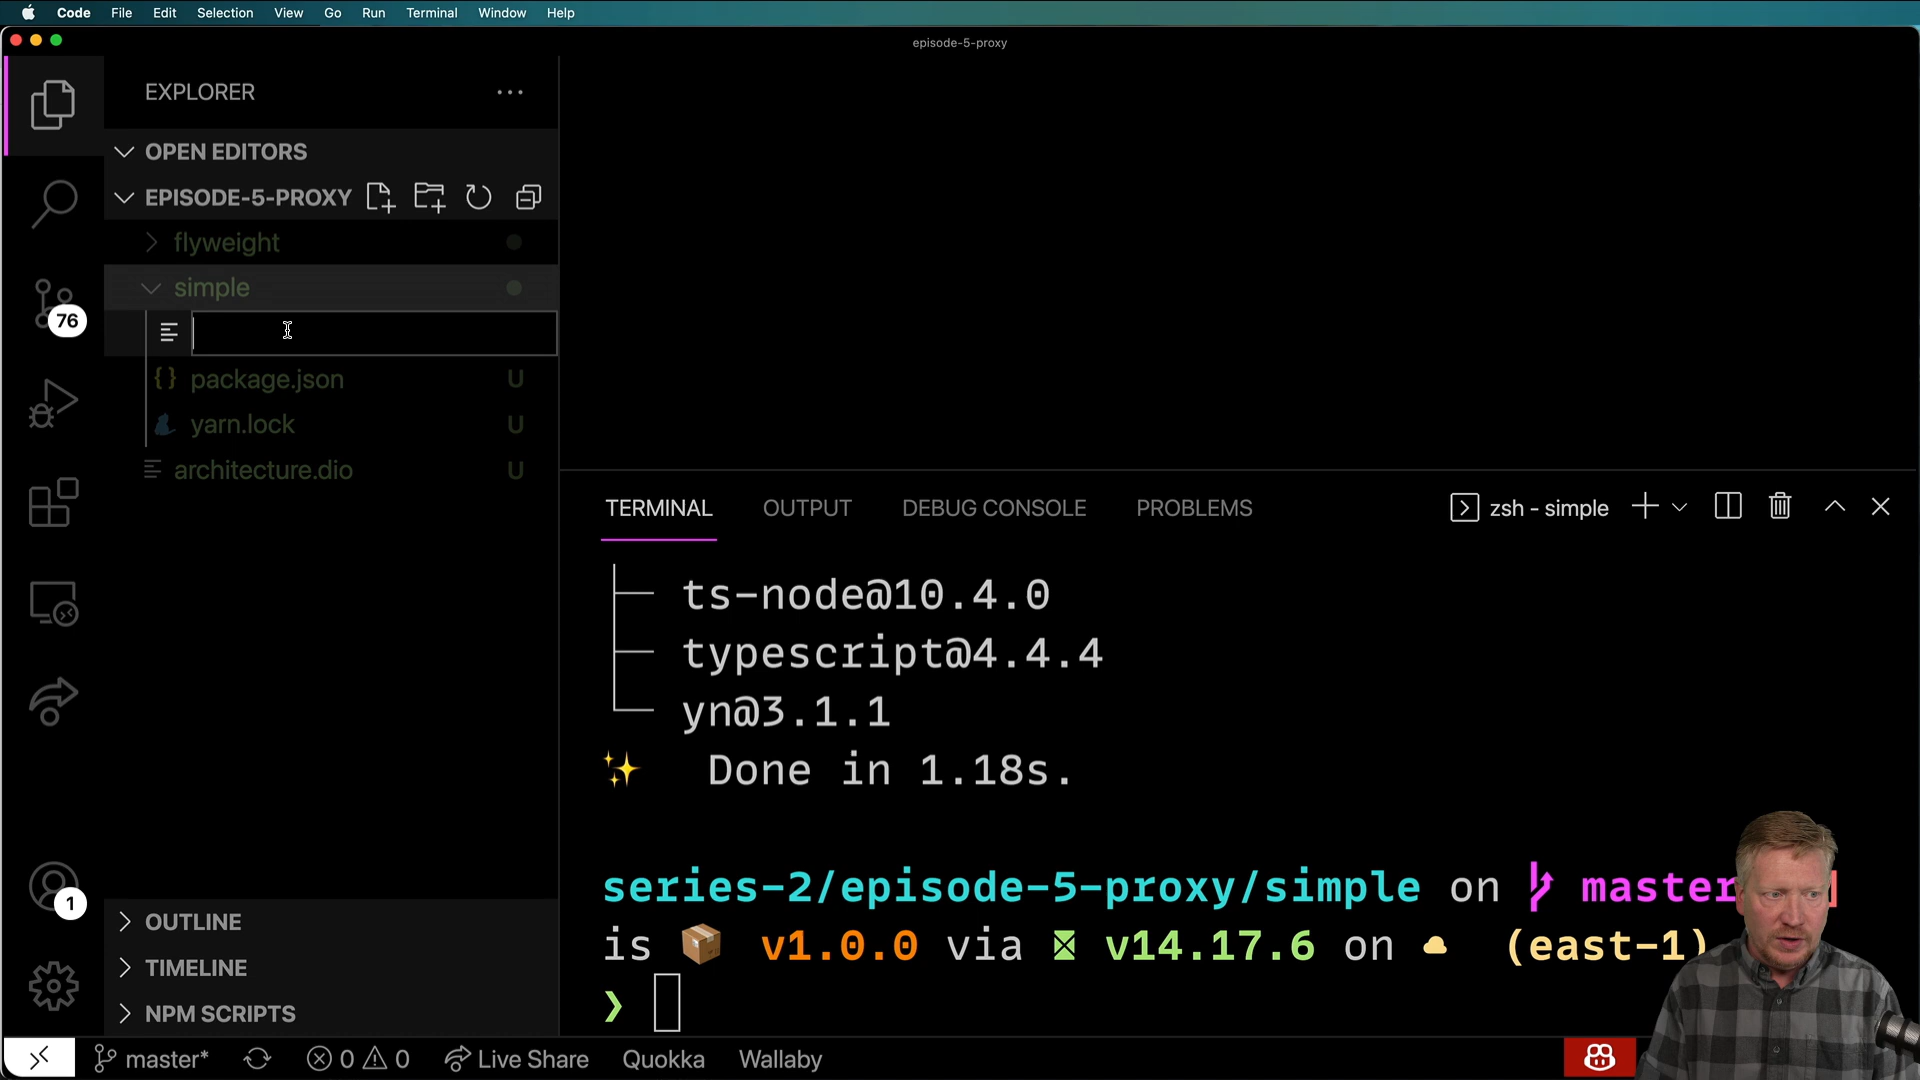 Code File Edit Selection View Go Run Terminal Window Help
episode-5-proxy
EXPLORER
OPEN EDITORS
EPISODE-5-PROXY
flyweight
simple
76
package.json U
yarn.lock U
architecture.dio U
TERMINAL OUTPUT DEBUG CONSOLE PROBLEMS zsh - simple
ts-node@10.4.0
typescript@4.4.4
yn@3.1.1
Done in 1.18s.
series-2/episode-5-proxy/simple on master
is v1.0.0 via v14.17.6 on (east-1)
❯
1
OUTLINE
TIMELINE
NPM SCRIPTS
master* 0 0 Live Share Quokka Wallaby